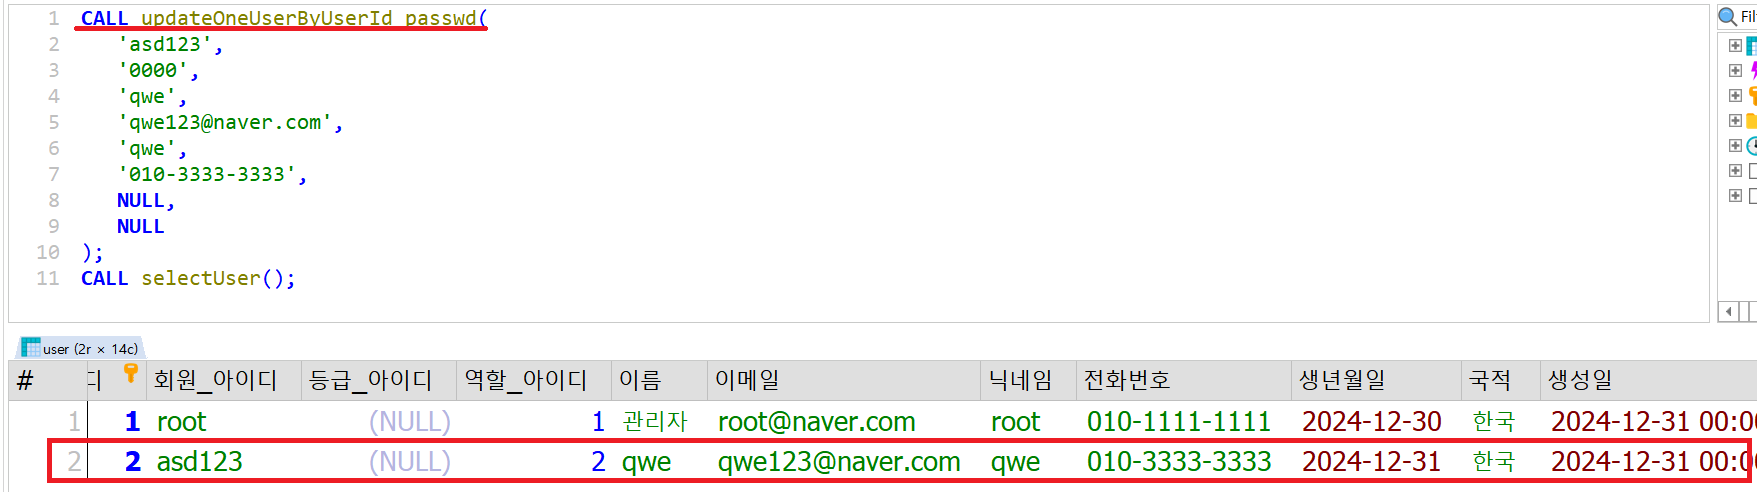 1 CALL updateOneUserByUserId_passwd(
2 'asd123',
3 '0000',
4 'qwe',
5 'qwe123@naver.com',
6 'qwe',
7 '010-3333-3333',
8 NULL,
9 NULL
10 );
11 CALL selectUser();
Filt
user (2r × 14c)
# 디 회원_아이디 등급_아이디 역할_아이디 이름 이메일 닉네임 전화번호 생년월일 국적 생성일
1 1 root (NULL) 1 관리자 root@naver.com root 010-1111-1111 2024-12-30 한국 2024-12-31 00:0
2 2 asd123 (NULL) 2 qwe qwe123@naver.com qwe 010-3333-3333 2024-12-31 한국 2024-12-31 00:0